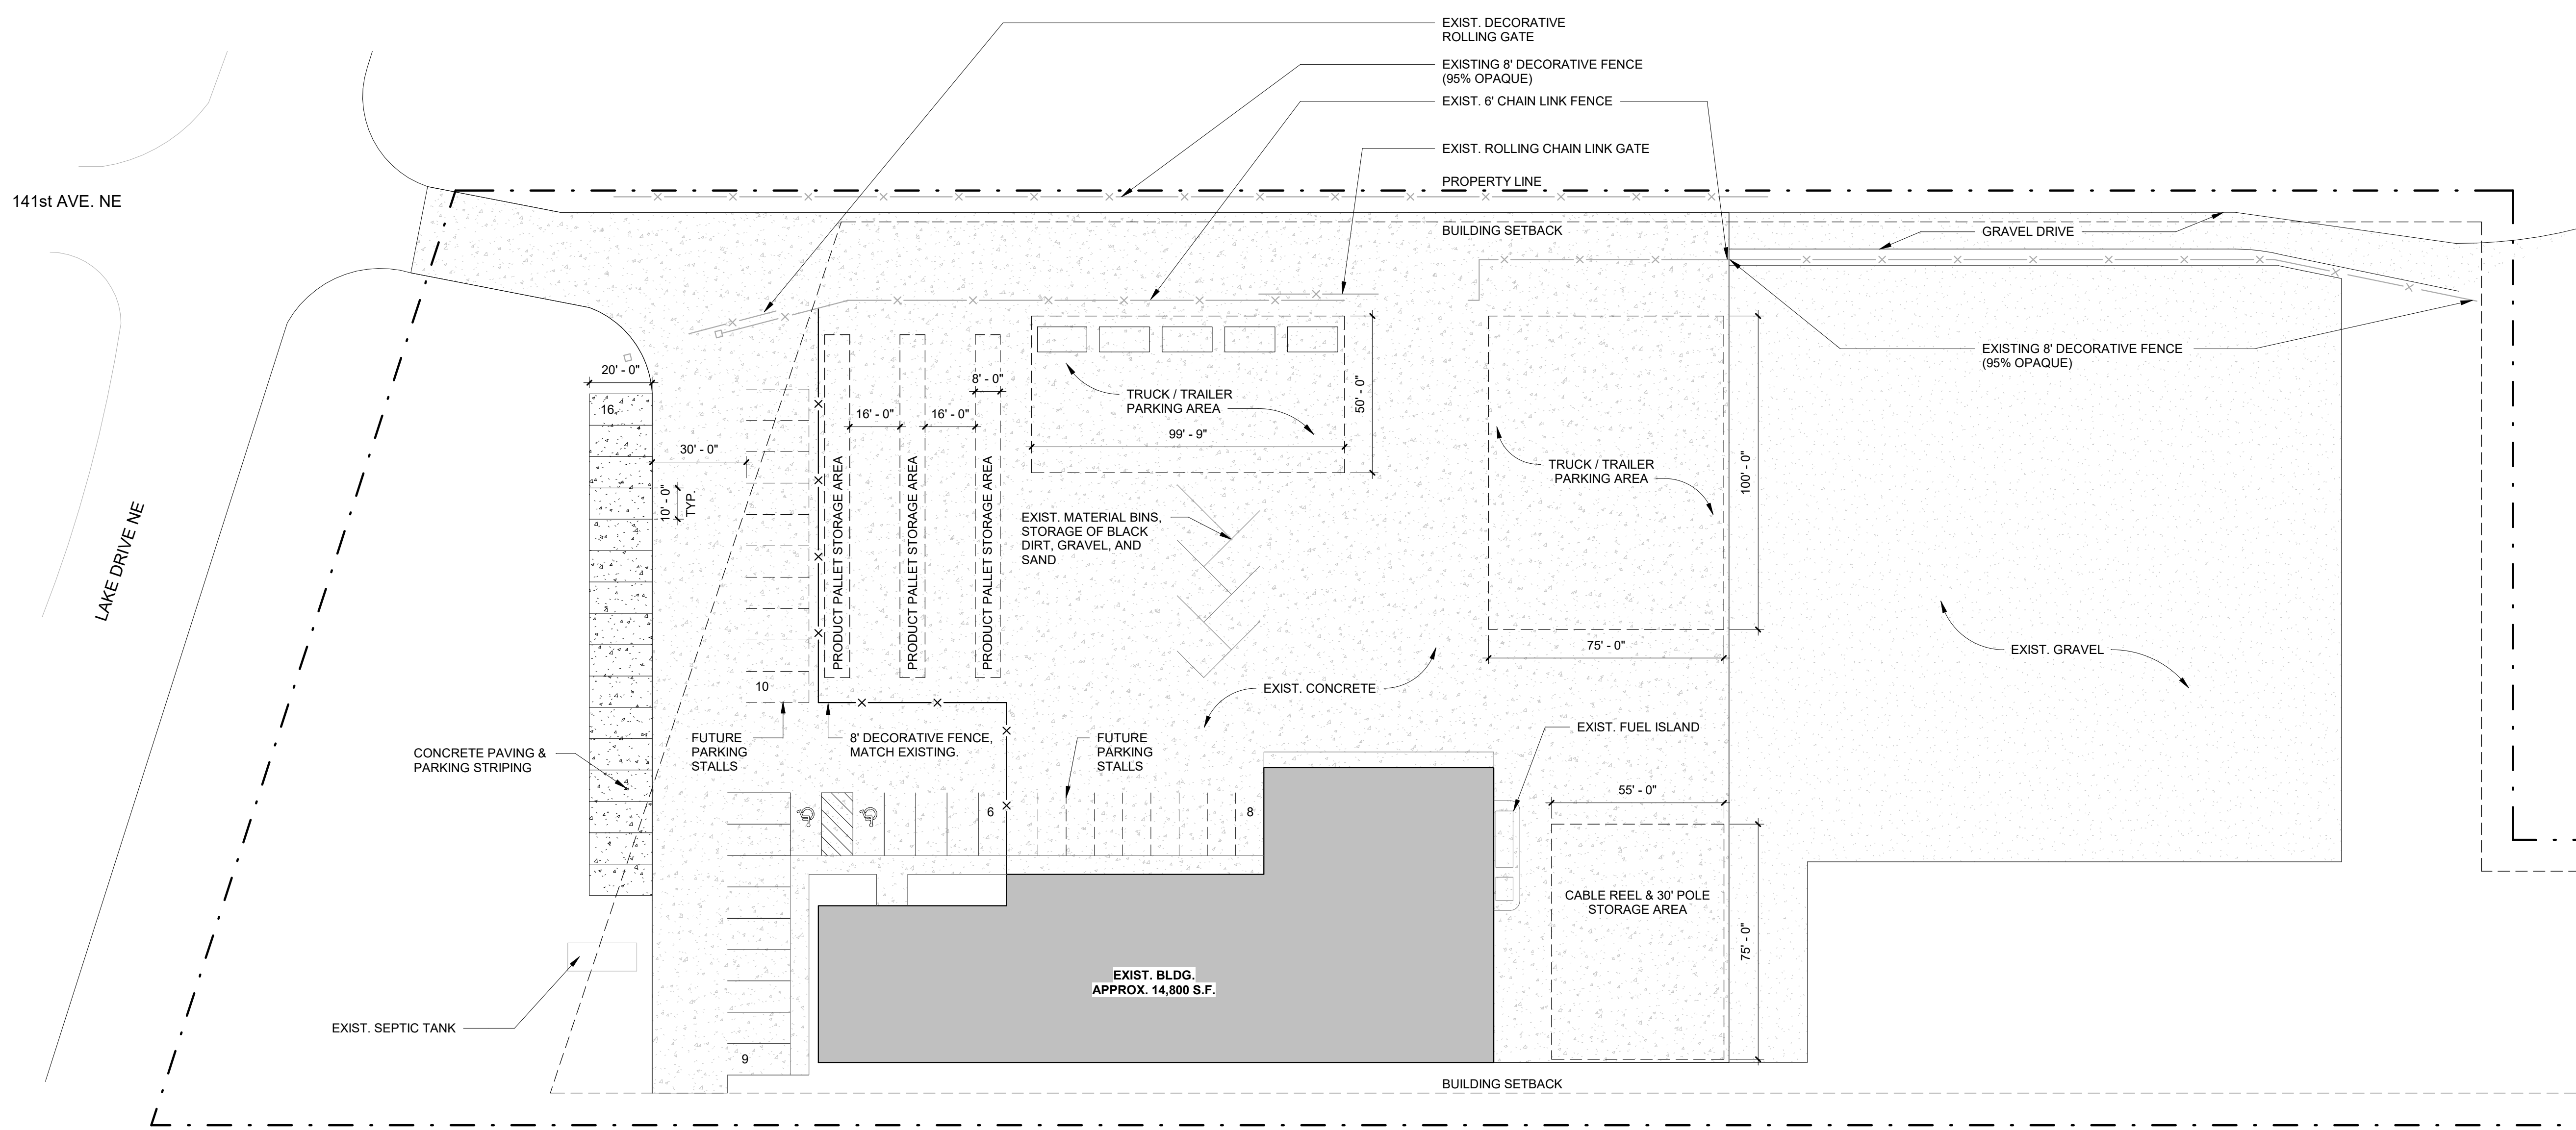 EXIST. DECORATIVE
ROLLING GATE
EXISTING 8' DECORATIVE FENCE
(95% OPAQUE)
EXIST. 6' CHAIN LINK FENCE
EXIST. ROLLING CHAIN LINK GATE
PROPERTY LINE
141st AVE. NE
BUILDING SETBACK
GRAVEL DRIVE
EXISTING 8' DECORATIVE FENCE
(95% OPAQUE)
20' - 0"
16
8' - 0"
16' - 0"
16' - 0"
TRUCK / TRAILER
PARKING AREA
99' - 9"
50' - 0"
30' - 0"
10' - 0"
TYP.
PRODUCT PALLET STORAGE AREA
PRODUCT PALLET STORAGE AREA
PRODUCT PALLET STORAGE AREA
TRUCK / TRAILER
PARKING AREA
100' - 0"
75' - 0"
EXIST. MATERIAL BINS,
STORAGE OF BLACK
DIRT, GRAVEL, AND
SAND
LAKE DRIVE NE
EXIST. GRAVEL
10
EXIST. CONCRETE
EXIST. FUEL ISLAND
FUTURE
PARKING
STALLS
8' DECORATIVE FENCE,
MATCH EXISTING.
FUTURE
PARKING
STALLS
CONCRETE PAVING &
PARKING STRIPING
6
8
55' - 0"
CABLE REEL & 30' POLE
STORAGE AREA
75' - 0"
EXIST. BLDG.
APPROX. 14,800 S.F.
EXIST. SEPTIC TANK
9
BUILDING SETBACK